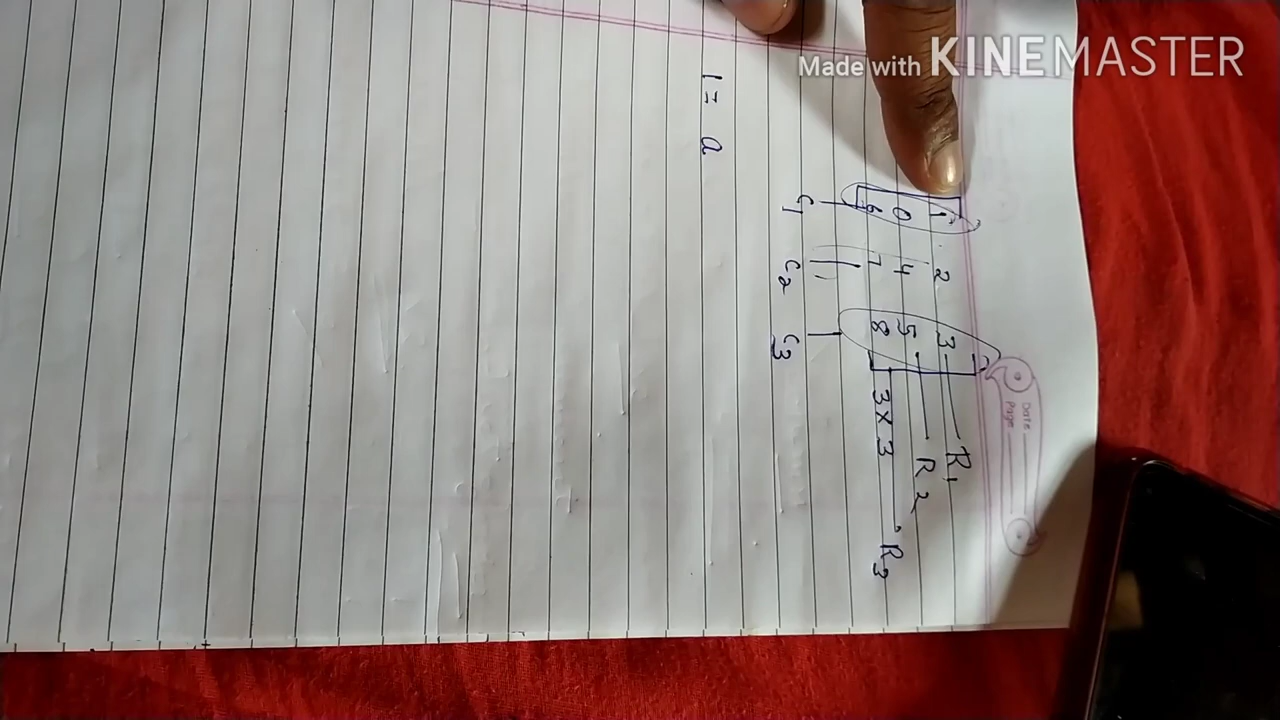 Made with KINEMASTER
Date
Page
1 2 3 R1
0 4 5 R2
6 7 8 3x3 R3
C1 C2 C3
1 = a